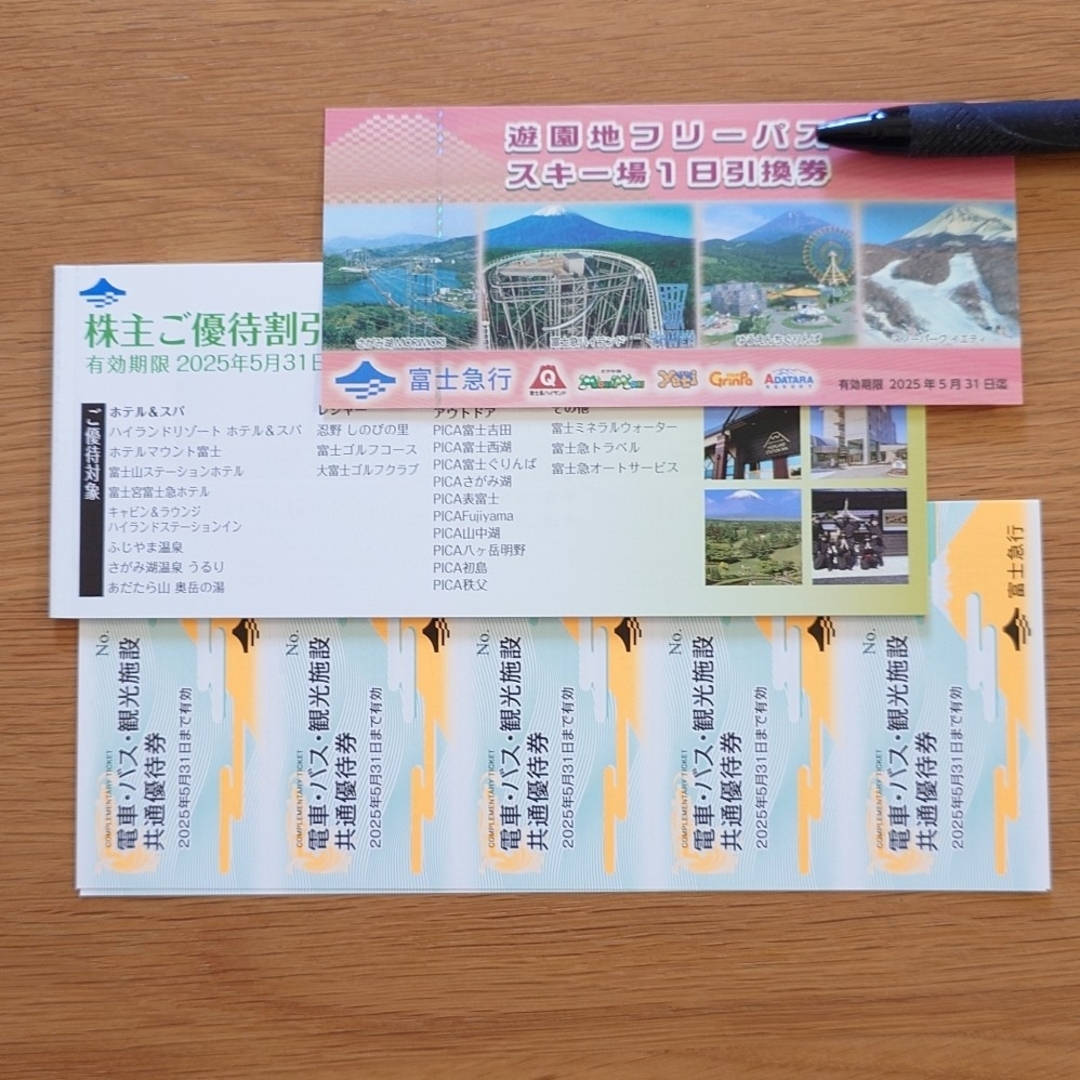 遊園地フリーパス
スキー場1日引換券
富士急行
Q
富士急ハイランド
Yeti
GrinPa
ADATARA
RESORT
有効期限 2025年5月31日迄
株主ご優待割引
有効期限 2025年5月31日
ご優待対象
ホテル&スパ
ハイランドリゾート ホテル&スパ
ホテルマウント富士
富士山ステーションホテル
富士宮富士急ホテル
キャビン&ラウンジ
ハイランドステーションイン
ふじやま温泉
さがみ湖温泉 うるり
あだたら山 奥岳の湯
レジャー
忍野 しのびの里
富士ゴルフコース
大富士ゴルフクラブ
アウトドア
PICA富士吉田
PICA富士西湖
PICA富士ぐりんぱ
PICAさがみ湖
PICA表富士
PICAFujiyama
PICA山中湖
PICA八ヶ岳明野
PICA初島
PICA秩父
その他
富士ミネラルウォーター
富士急トラベル
富士急オートサービス
No.
COMPLEMENTARY TICKET
電車・バス・観光施設
共通優待券
2025年5月31日まで有効
No.
COMPLEMENTARY TICKET
電車・バス・観光施設
共通優待券
2025年5月31日まで有効
No.
COMPLEMENTARY TICKET
電車・バス・観光施設
共通優待券
2025年5月31日まで有効
No.
COMPLEMENTARY TICKET
電車・バス・観光施設
共通優待券
2025年5月31日まで有効
No.
COMPLEMENTARY TICKET
電車・バス・観光施設
共通優待券
2025年5月31日まで有効
富士急行